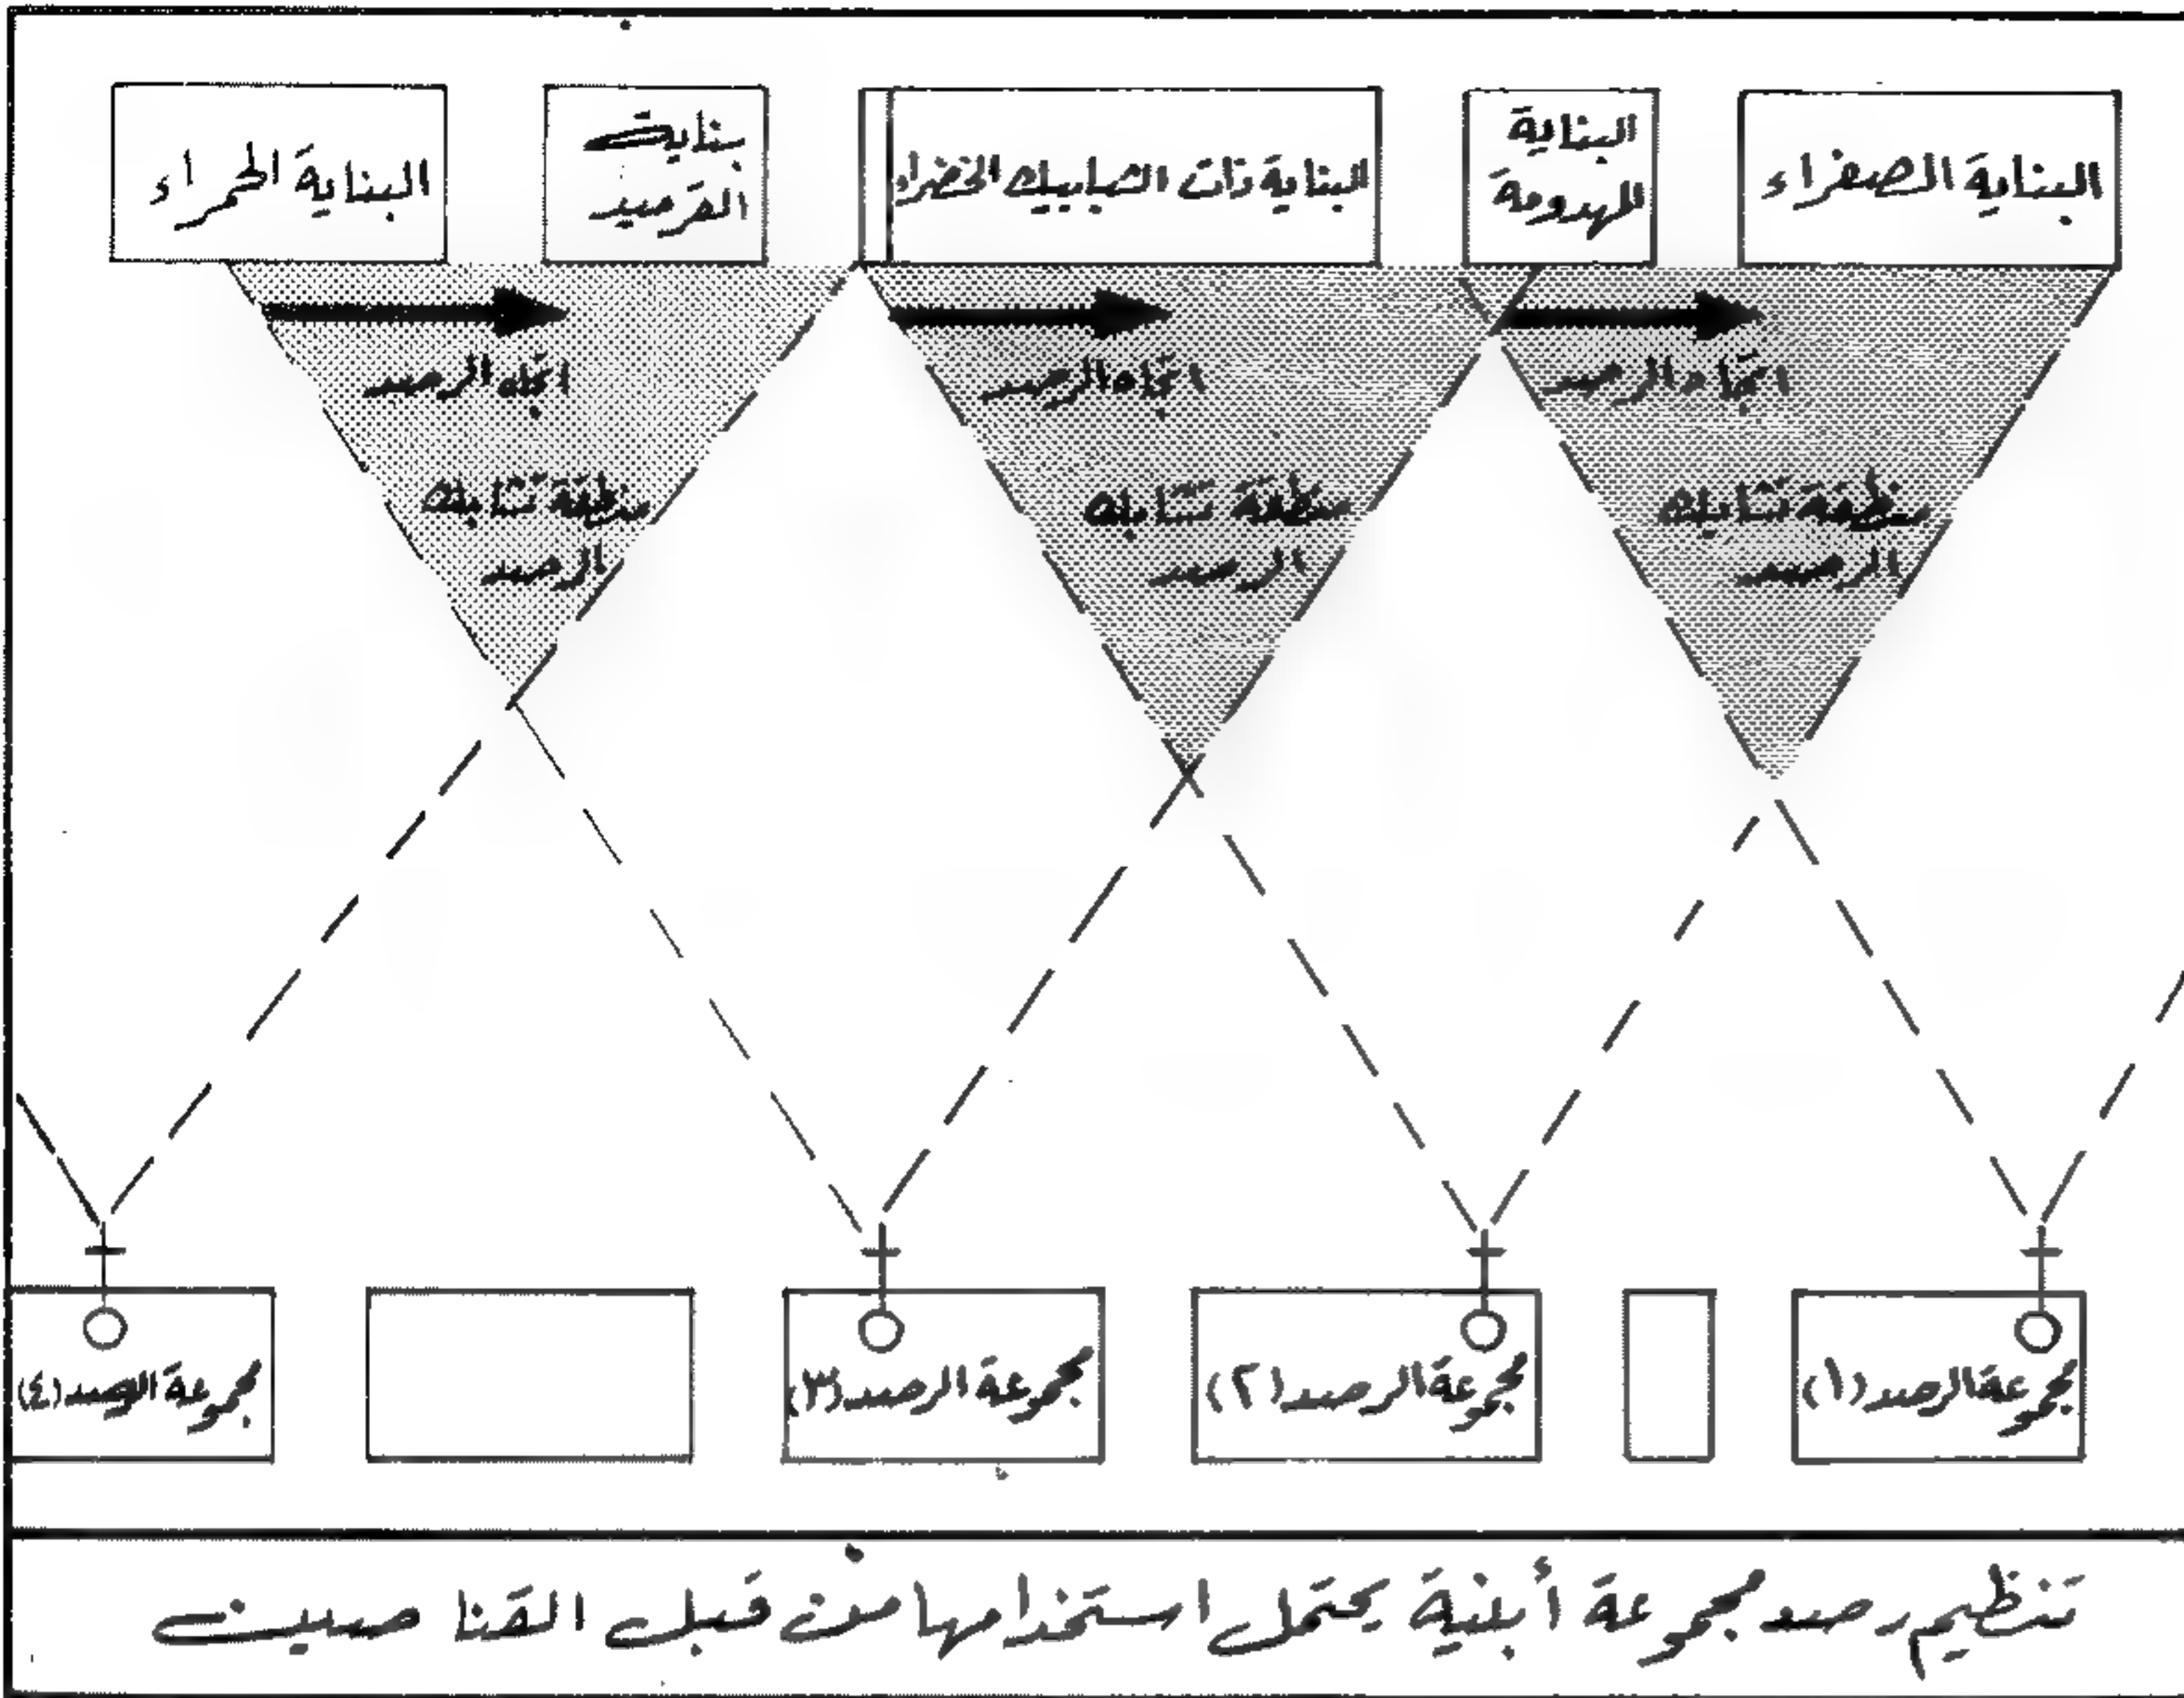 البناية الصفراء
البناية
المهدومة
البناية ذات الشبابيك الخضراء
بناية
القرميد
البناية الحمراء
اتجاه الرصد
اتجاه الرصد
اتجاه الرصد
منطقة تشابك
الرصد
منطقة تشابك
الرصد
منطقة تشابك
الرصد
مجموعة الرصد (١)
مجموعة الرصد (٢)
مجموعة الرصد (٣)
مجموعة الرصد (٤)
تنظيم رصد مجموعة أبنية يحتمل استخدامها من قبل القناصين